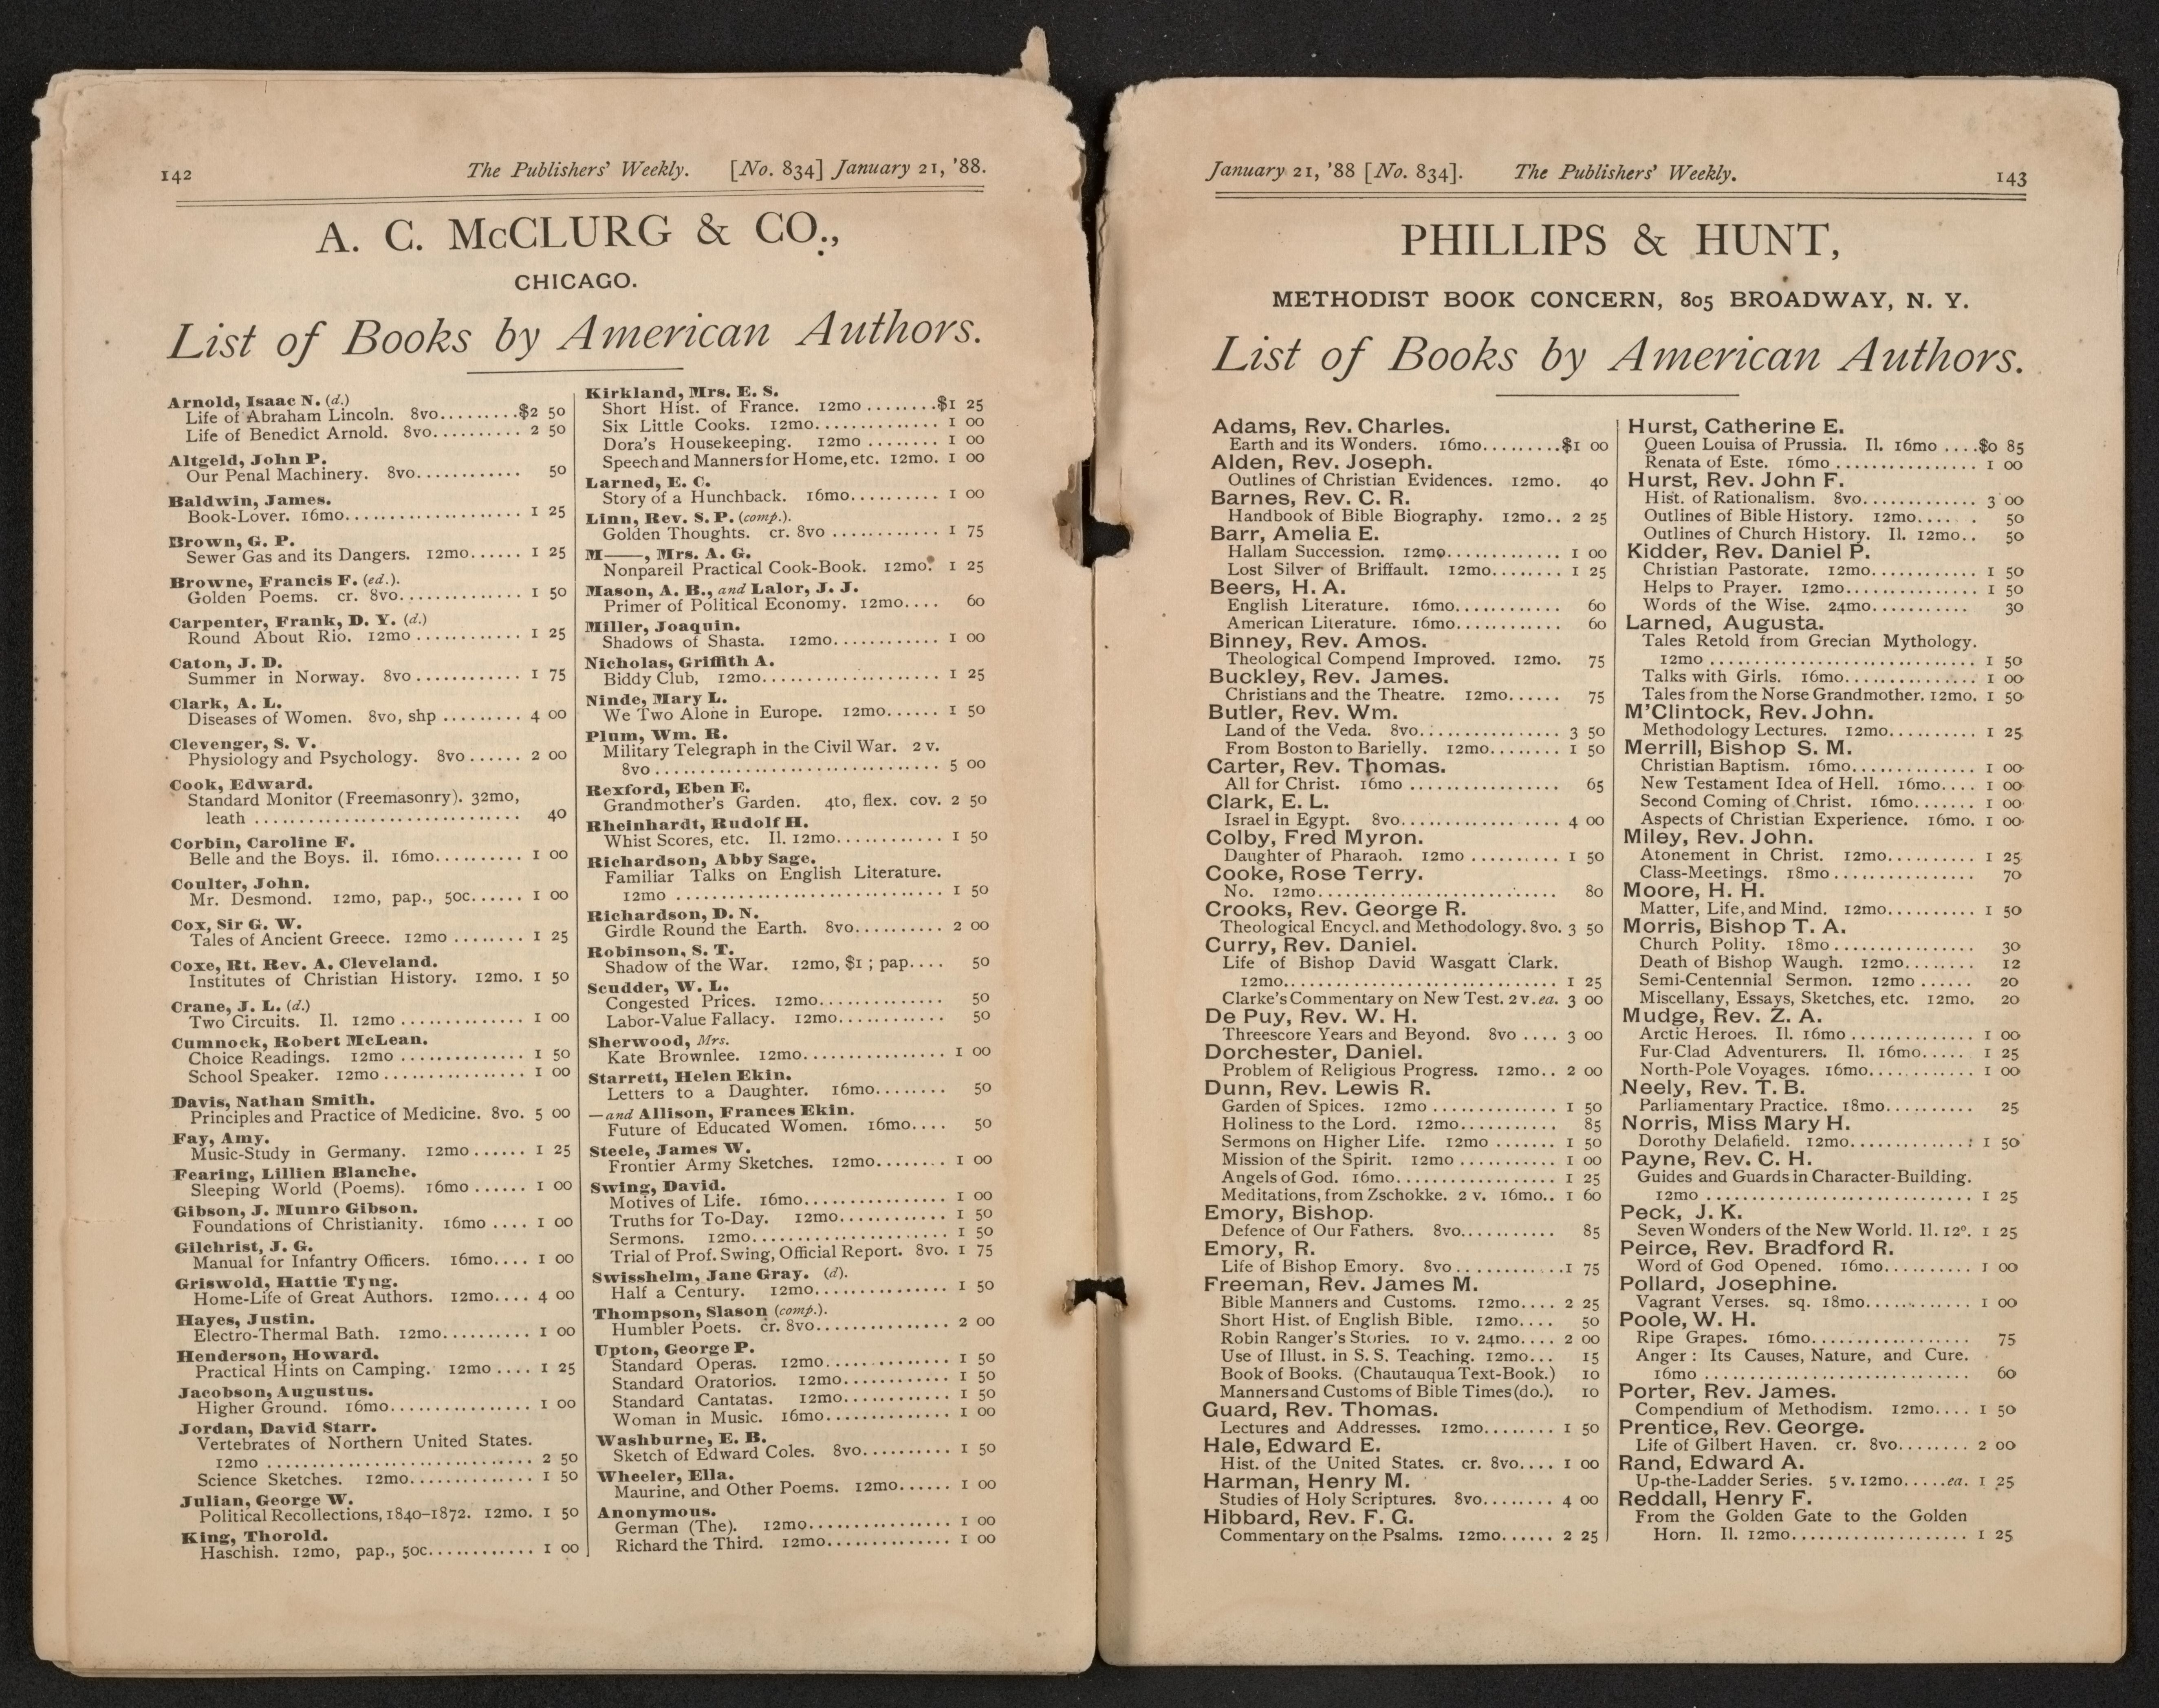 142 The Publishers' Weekly. [No. 834] January 21, '88.
A. C. McCLURG & CO.,
CHICAGO.
List of Books by American Authors.
Arnold, Isaac N. (d.)
Life of Abraham Lincoln. 8vo.........$2 50
Life of Benedict Arnold. 8vo.......... 2 50
Altgeld, John P.
Our Penal Machinery. 8vo........... 50
Baldwin, James.
Book-Lover. 16mo.................... 1 25
Brown, G. P.
Sewer Gas and its Dangers. 12mo...... 1 25
Browne, Francis F. (ed.).
Golden Poems. cr. 8vo............. 1 50
Carpenter, Frank, D. Y. (d.)
Round About Rio. 12mo ............ 1 25
Caton, J. D.
Summer in Norway. 8vo ............ 1 75
Clark, A. L.
Diseases of Women. 8vo, shp ......... 4 00
Clevenger, S. V.
Physiology and Psychology. 8vo ...... 2 00
Cook, Edward.
Standard Monitor (Freemasonry). 32mo,
leath .............................. 40
Corbin, Caroline F.
Belle and the Boys. il. 16mo.......... 1 00
Coulter, John.
Mr. Desmond. 12mo, pap., 50c...... 1 00
Cox, Sir G. W.
Tales of Ancient Greece. 12mo ........ 1 25
Coxe, Rt. Rev. A. Cleveland.
Institutes of Christian History. 12mo. 1 50
Crane, J. L. (d.)
Two Circuits. Il. 12mo .............. 1 00
Cumnock, Robert McLean.
Choice Readings. 12mo .............. 1 50
School Speaker. 12mo ................ 1 00
Davis, Nathan Smith.
Principles and Practice of Medicine. 8vo. 5 00
Fay, Amy.
Music-Study in Germany. 12mo ...... 1 25
Fearing, Lillien Blanche.
Sleeping World (Poems). 16mo ...... 1 00
Gibson, J. Munro Gibson.
Foundations of Christianity. 16mo .... 1 00
Gilchrist, J. G.
Manual for Infantry Officers. 16mo.... 1 00
Griswold, Hattie Tyng.
Home-Life of Great Authors. 12mo.... 4 00
Hayes, Justin.
Electro-Thermal Bath. 12mo.......... 1 00
Henderson, Howard.
Practical Hints on Camping. 12mo .... 1 25
Jacobson, Augustus.
Higher Ground. 16mo................ 1 00
Jordan, David Starr.
Vertebrates of Northern United States.
12mo .............................. 2 50
Science Sketches. 12mo.............. 1 50
Julian, George W.
Political Recollections, 1840–1872. 12mo. 1 50
King, Thorold.
Haschish. 12mo, pap., 50c............ 1 00
Kirkland, Mrs. E. S.
Short Hist. of France. 12mo ........$1 25
Six Little Cooks. 12mo.............. 1 00
Dora's Housekeeping. 12mo ........ 1 00
Speech and Manners for Home, etc. 12mo. 1 00
Larned, E. C.
Story of a Hunchback. 16mo.......... 1 00
Linn, Rev. S. P. (comp.).
Golden Thoughts. cr. 8vo ............ 1 75
M——, Mrs. A. G.
Nonpareil Practical Cook-Book. 12mo. 1 25
Mason, A. B., and Lalor, J. J.
Primer of Political Economy. 12mo.... 60
Miller, Joaquin.
Shadows of Shasta. 12mo............ 1 00
Nicholas, Griffith A.
Biddy Club, 12mo.................... 1 25
Ninde, Mary L.
We Two Alone in Europe. 12mo...... 1 50
Plum, Wm. R.
Military Telegraph in the Civil War. 2 v.
8vo ................................ 5 00
Rexford, Eben E.
Grandmother's Garden. 4to, flex. cov. 2 50
Rheinhardt, Rudolf H.
Whist Scores, etc. Il. 12mo............ 1 50
Richardson, Abby Sage.
Familiar Talks on English Literature.
12mo .............................. 1 50
Richardson, D. N.
Girdle Round the Earth. 8vo.......... 2 00
Robinson, S. T.
Shadow of the War. 12mo, $1 ; pap.... 50
Scudder, W. L.
Congested Prices. 12mo.............. 50
Labor-Value Fallacy. 12mo............ 50
Sherwood, Mrs.
Kate Brownlee. 12mo................ 1 00
Starrett, Helen Ekin.
Letters to a Daughter. 16mo........ 50
—and Allison, Frances Ekin.
Future of Educated Women. 16mo.... 50
Steele, James W.
Frontier Army Sketches. 12mo........ 1 00
Swing, David.
Motives of Life. 16mo................ 1 00
Truths for To-Day. 12mo............ 1 50
Sermons. 12mo...................... 1 50
Trial of Prof. Swing, Official Report. 8vo. 1 75
Swisshelm, Jane Gray. (d).
Half a Century. 12mo.............. 1 50
Thompson, Slason (comp.).
Humbler Poets. cr. 8vo.............. 2 00
Upton, George P.
Standard Operas. 12mo.............. 1 50
Standard Oratorios. 12mo............ 1 50
Standard Cantatas. 12mo............ 1 50
Woman in Music. 16mo.............. 1 00
Washburne, E. B.
Sketch of Edward Coles. 8vo.......... 1 50
Wheeler, Ella.
Maurine, and Other Poems. 12mo...... 1 00
Anonymous.
German (The). 12mo................ 1 00
Richard the Third. 12mo.............. 1 00
January 21, '88 [No. 834]. The Publishers' Weekly. 143
PHILLIPS & HUNT,
METHODIST BOOK CONCERN, 805 BROADWAY, N. Y.
List of Books by American Authors.
Adams, Rev. Charles.
Earth and its Wonders. 16mo.........$1 00
Alden, Rev. Joseph.
Outlines of Christian Evidences. 12mo. 40
Barnes, Rev. C. R.
Handbook of Bible Biography. 12mo.. 2 25
Barr, Amelia E.
Hallam Succession. 12mo............. 1 00
Lost Silver of Briffault. 12mo........ 1 25
Beers, H. A.
English Literature. 16mo............ 60
American Literature. 16mo........... 60
Binney, Rev. Amos.
Theological Compend Improved. 12mo. 75
Buckley, Rev. James.
Christians and the Theatre. 12mo...... 75
Butler, Rev. Wm.
Land of the Veda. 8vo................ 3 50
From Boston to Barielly. 12mo........ 1 50
Carter, Rev. Thomas.
All for Christ. 16mo ................ 65
Clark, E. L.
Israel in Egypt. 8vo.................. 4 00
Colby, Fred Myron.
Daughter of Pharaoh. 12mo .......... 1 50
Cooke, Rose Terry.
No. 12mo........................... 80
Crooks, Rev. George R.
Theological Encycl. and Methodology. 8vo. 3 50
Curry, Rev. Daniel.
Life of Bishop David Wasgatt Clark.
12mo............................... 1 25
Clarke's Commentary on New Test. 2 v. ea. 3 00
De Puy, Rev. W. H.
Threescore Years and Beyond. 8vo .... 3 00
Dorchester, Daniel.
Problem of Religious Progress. 12mo.. 2 00
Dunn, Rev. Lewis R.
Garden of Spices. 12mo .............. 1 50
Holiness to the Lord. 12mo........... 85
Sermons on Higher Life. 12mo ....... 1 50
Mission of the Spirit. 12mo ........... 1 00
Angels of God. 16mo................. 1 25
Meditations, from Zschokke. 2 v. 16mo.. 1 60
Emory, Bishop.
Defence of Our Fathers. 8vo.......... 85
Emory, R.
Life of Bishop Emory. 8vo............1 75
Freeman, Rev. James M.
Bible Manners and Customs. 12mo.... 2 25
Short Hist. of English Bible. 12mo.... 50
Robin Ranger's Stories. 10 v. 24mo.... 2 00
Use of Illust. in S. S. Teaching. 12mo... 15
Book of Books. (Chautauqua Text-Book.) 10
Manners and Customs of Bible Times (do.). 10
Guard, Rev. Thomas.
Lectures and Addresses. 12mo........ 1 50
Hale, Edward E.
Hist. of the United States. cr. 8vo.... 1 00
Harman, Henry M.
Studies of Holy Scriptures. 8vo........ 4 00
Hibbard, Rev. F. G.
Commentary on the Psalms. 12mo...... 2 25
Hurst, Catherine E.
Queen Louisa of Prussia. Il. 16mo ....$0 85
Renata of Este. 16mo ................ 1 00
Hurst, Rev. John F.
Hist. of Rationalism. 8vo............. 3 00
Outlines of Bible History. 12mo..... . 50
Outlines of Church History. Il. 12mo.. 50
Kidder, Rev. Daniel P.
Christian Pastorate. 12mo............ 1 50
Helps to Prayer. 12mo............... 1 50
Words of the Wise. 24mo........... 30
Larned, Augusta.
Tales Retold from Grecian Mythology.
12mo .............................. 1 50
Talks with Girls. 16mo............... 1 00
Tales from the Norse Grandmother. 12mo. 1 50
M'Clintock, Rev. John.
Methodology Lectures. 12mo.......... 1 25
Merrill, Bishop S. M.
Christian Baptism. 16mo.............. 1 00
New Testament Idea of Hell. 16mo.... 1 00
Second Coming of Christ. 16mo....... 1 00
Aspects of Christian Experience. 16mo. 1 00
Miley, Rev. John.
Atonement in Christ. 12mo.......... 1 25
Class-Meetings. 18mo................ 70
Moore, H. H.
Matter, Life, and Mind. 12mo.......... 1 50
Morris, Bishop T. A.
Church Polity. 18mo................ 30
Death of Bishop Waugh. 12mo........ 12
Semi-Centennial Sermon. 12mo ...... 20
Miscellany, Essays, Sketches, etc. 12mo. 20
Mudge, Rev. Z. A.
Arctic Heroes. Il. 16mo .............. 1 00
Fur-Clad Adventurers. Il. 16mo..... 1 25
North-Pole Voyages. 16mo............ 1 00
Neely, Rev. T. B.
Parliamentary Practice. 18mo.......... 25
Norris, Miss Mary H.
Dorothy Delafield. 12mo.............. 1 50
Payne, Rev. C. H.
Guides and Guards in Character-Building.
12mo .............................. 1 25
Peck, J. K.
Seven Wonders of the New World. Il. 12º. 1 25
Peirce, Rev. Bradford R.
Word of God Opened. 16mo.......... 1 00
Pollard, Josephine.
Vagrant Verses. sq. 18mo............ 1 00
Poole, W. H.
Ripe Grapes. 16mo................. 75
Anger : Its Causes, Nature, and Cure.
16mo .............................. 60
Porter, Rev. James.
Compendium of Methodism. 12mo.... 1 50
Prentice, Rev. George.
Life of Gilbert Haven. cr. 8vo........ 2 00
Rand, Edward A.
Up-the-Ladder Series. 5 v. 12mo.....ea. 1 25
Reddall, Henry F.
From the Golden Gate to the Golden
Horn. Il. 12mo.................... 1 25